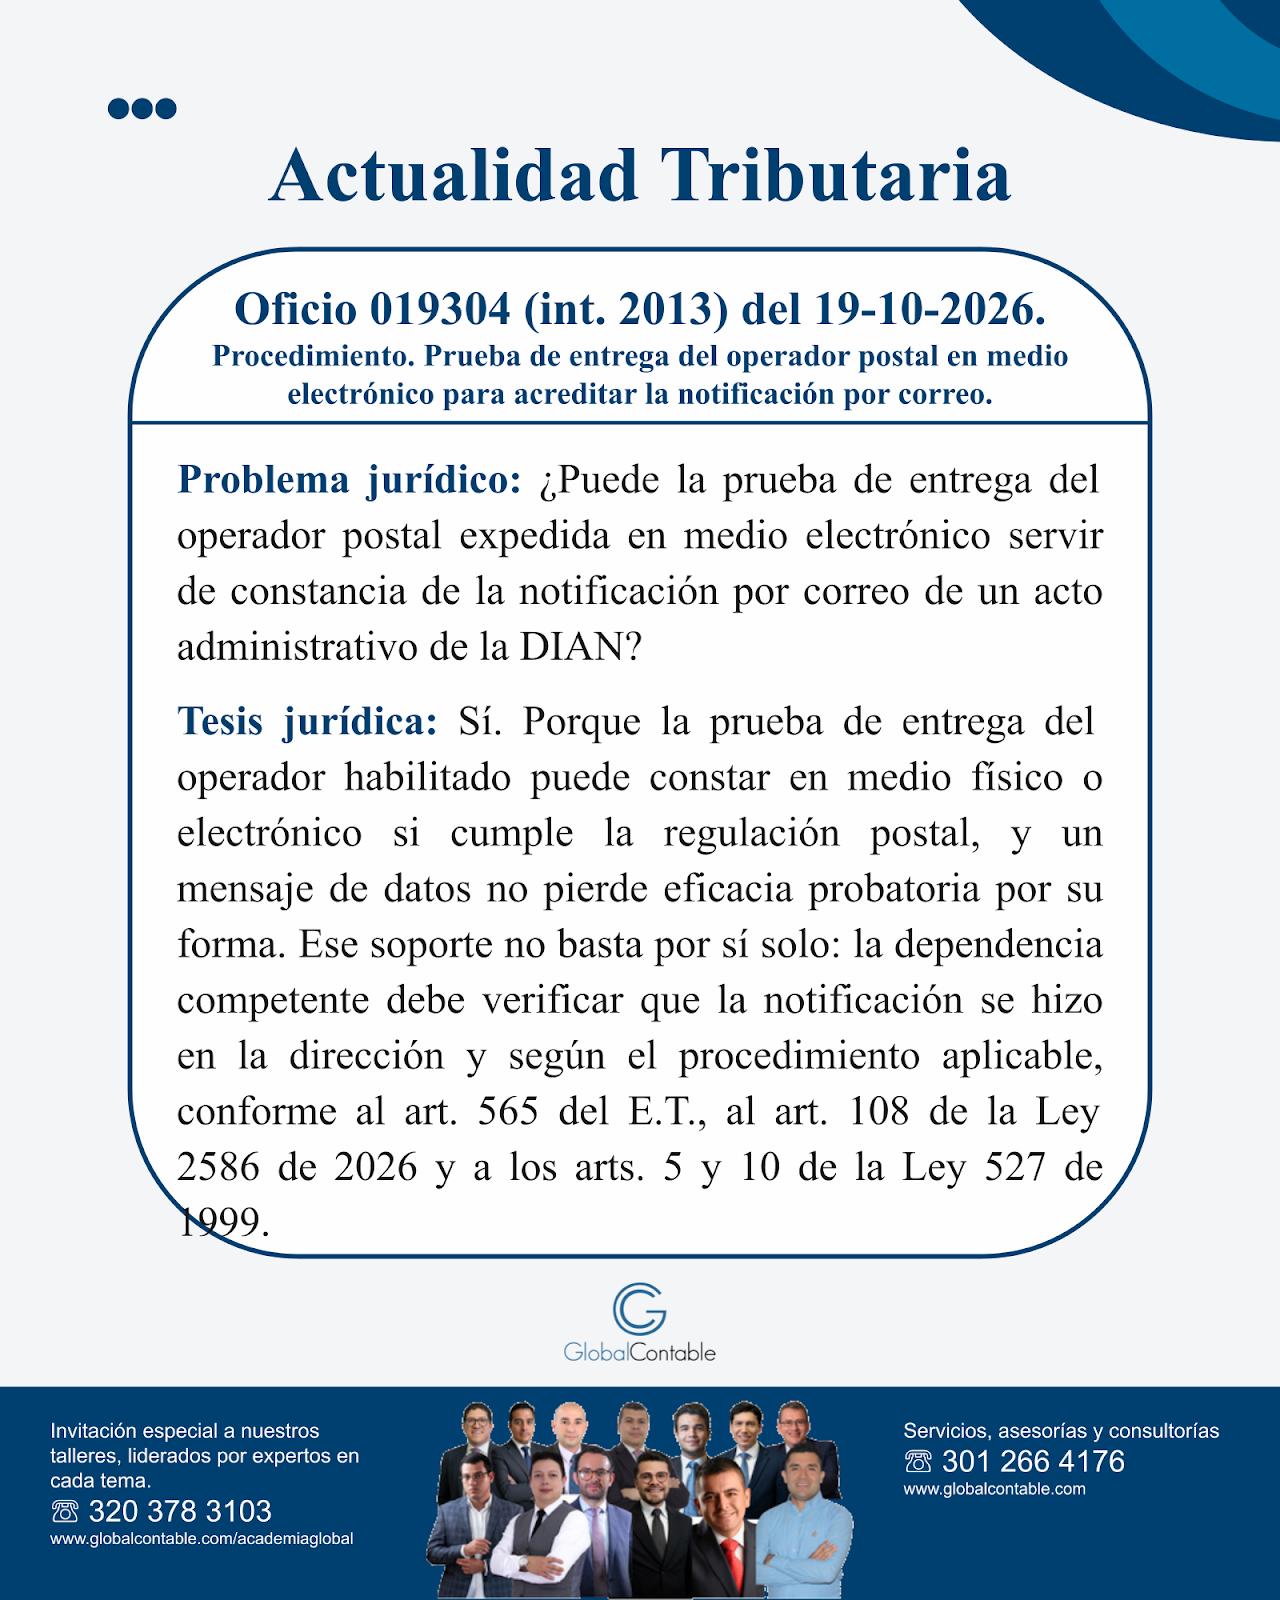 Actualidad Tributaria
Oficio 019304 (int. 2013) del 19-10-2026.
Procedimiento. Prueba de entrega del operador postal en medio
electrónico para acreditar la notificación por correo.
Problema jurídico: ¿Puede la prueba de entrega del
operador postal expedida en medio electrónico servir
de constancia de la notificación por correo de un acto
administrativo de la DIAN?
Tesis jurídica: Sí. Porque la prueba de entrega del
operador habilitado puede constar en medio físico o
electrónico si cumple la regulación postal, y un
mensaje de datos no pierde eficacia probatoria por su
forma. Ese soporte no basta por sí solo: la dependencia
competente debe verificar que la notificación se hizo
en la dirección y según el procedimiento aplicable,
conforme al art. 565 del E.T., al art. 108 de la Ley
2586 de 2026 y a los arts. 5 y 10 de la Ley 527 de
1999.
GlobalContable
Invitación especial a nuestros
talleres, liderados por expertos en
cada tema.
☏ 320 378 3103
www.globalcontable.com/academiaglobal
Servicios, asesorías y consultorías
☏ 301 266 4176
www.globalcontable.com